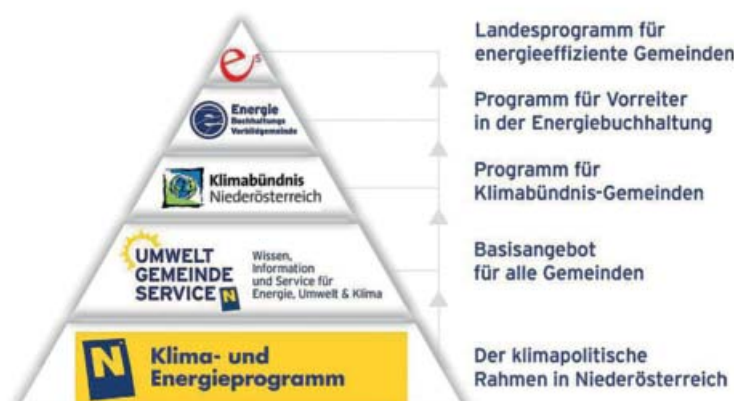 e5
Landesprogramm für
energieeffiziente Gemeinden
Energie
Buchhaltungs
Vorbildgemeinde
Programm für Vorreiter
in der Energiebuchhaltung
Klimabündnis
Niederösterreich
Programm für
Klimabündnis-Gemeinden
UMWELT
GEMEINDE
SERVICE N
Wissen,
Information
und Service für
Energie, Umwelt & Klima
Basisangebot
für alle Gemeinden
N
Klima- und
Energieprogramm
Der klimapolitische
Rahmen in Niederösterreich